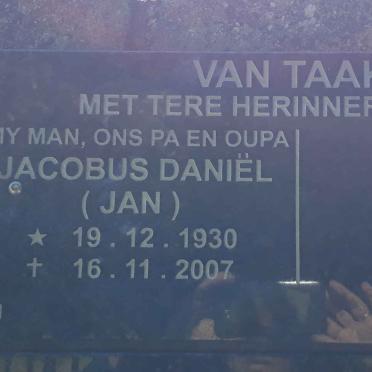 VAN TAAK
MET TERE HERINNER
MY MAN, ONS PA EN OUPA
JACOBUS DANIËL
( JAN )
★ 19 . 12 . 1930
✝ 16 . 11 . 2007